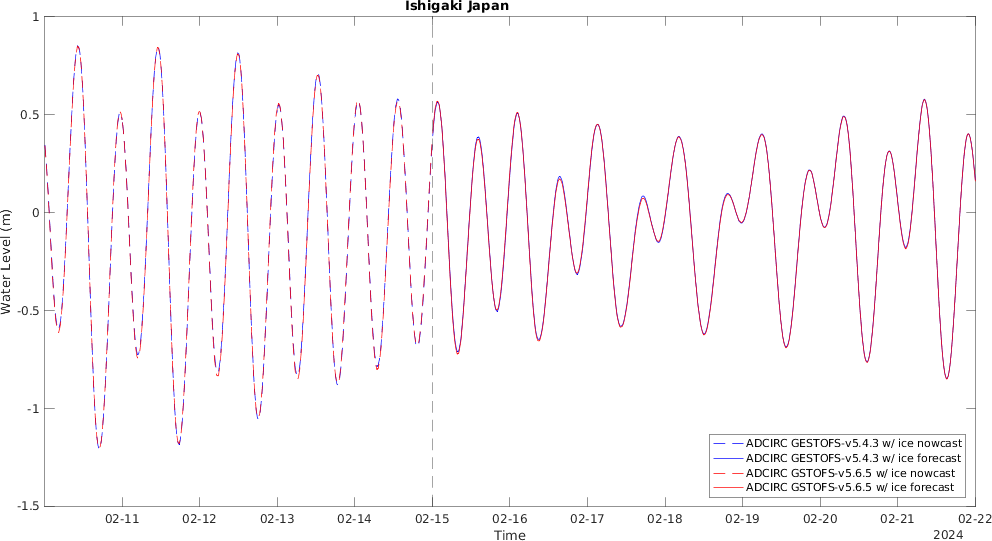 Ishigaki Japan
Water Level (m)
1
0.5
0
-0.5
-1
-1.5
ADCIRC GESTOFS-v5.4.3 w/ ice nowcast
ADCIRC GESTOFS-v5.4.3 w/ ice forecast
ADCIRC GSTOFS-v5.6.5 w/ ice nowcast
ADCIRC GSTOFS-v5.6.5 w/ ice forecast
02-11 02-12 02-13 02-14 02-15 02-16 02-17 02-18 02-19 02-20 02-21 02-22
Time
2024